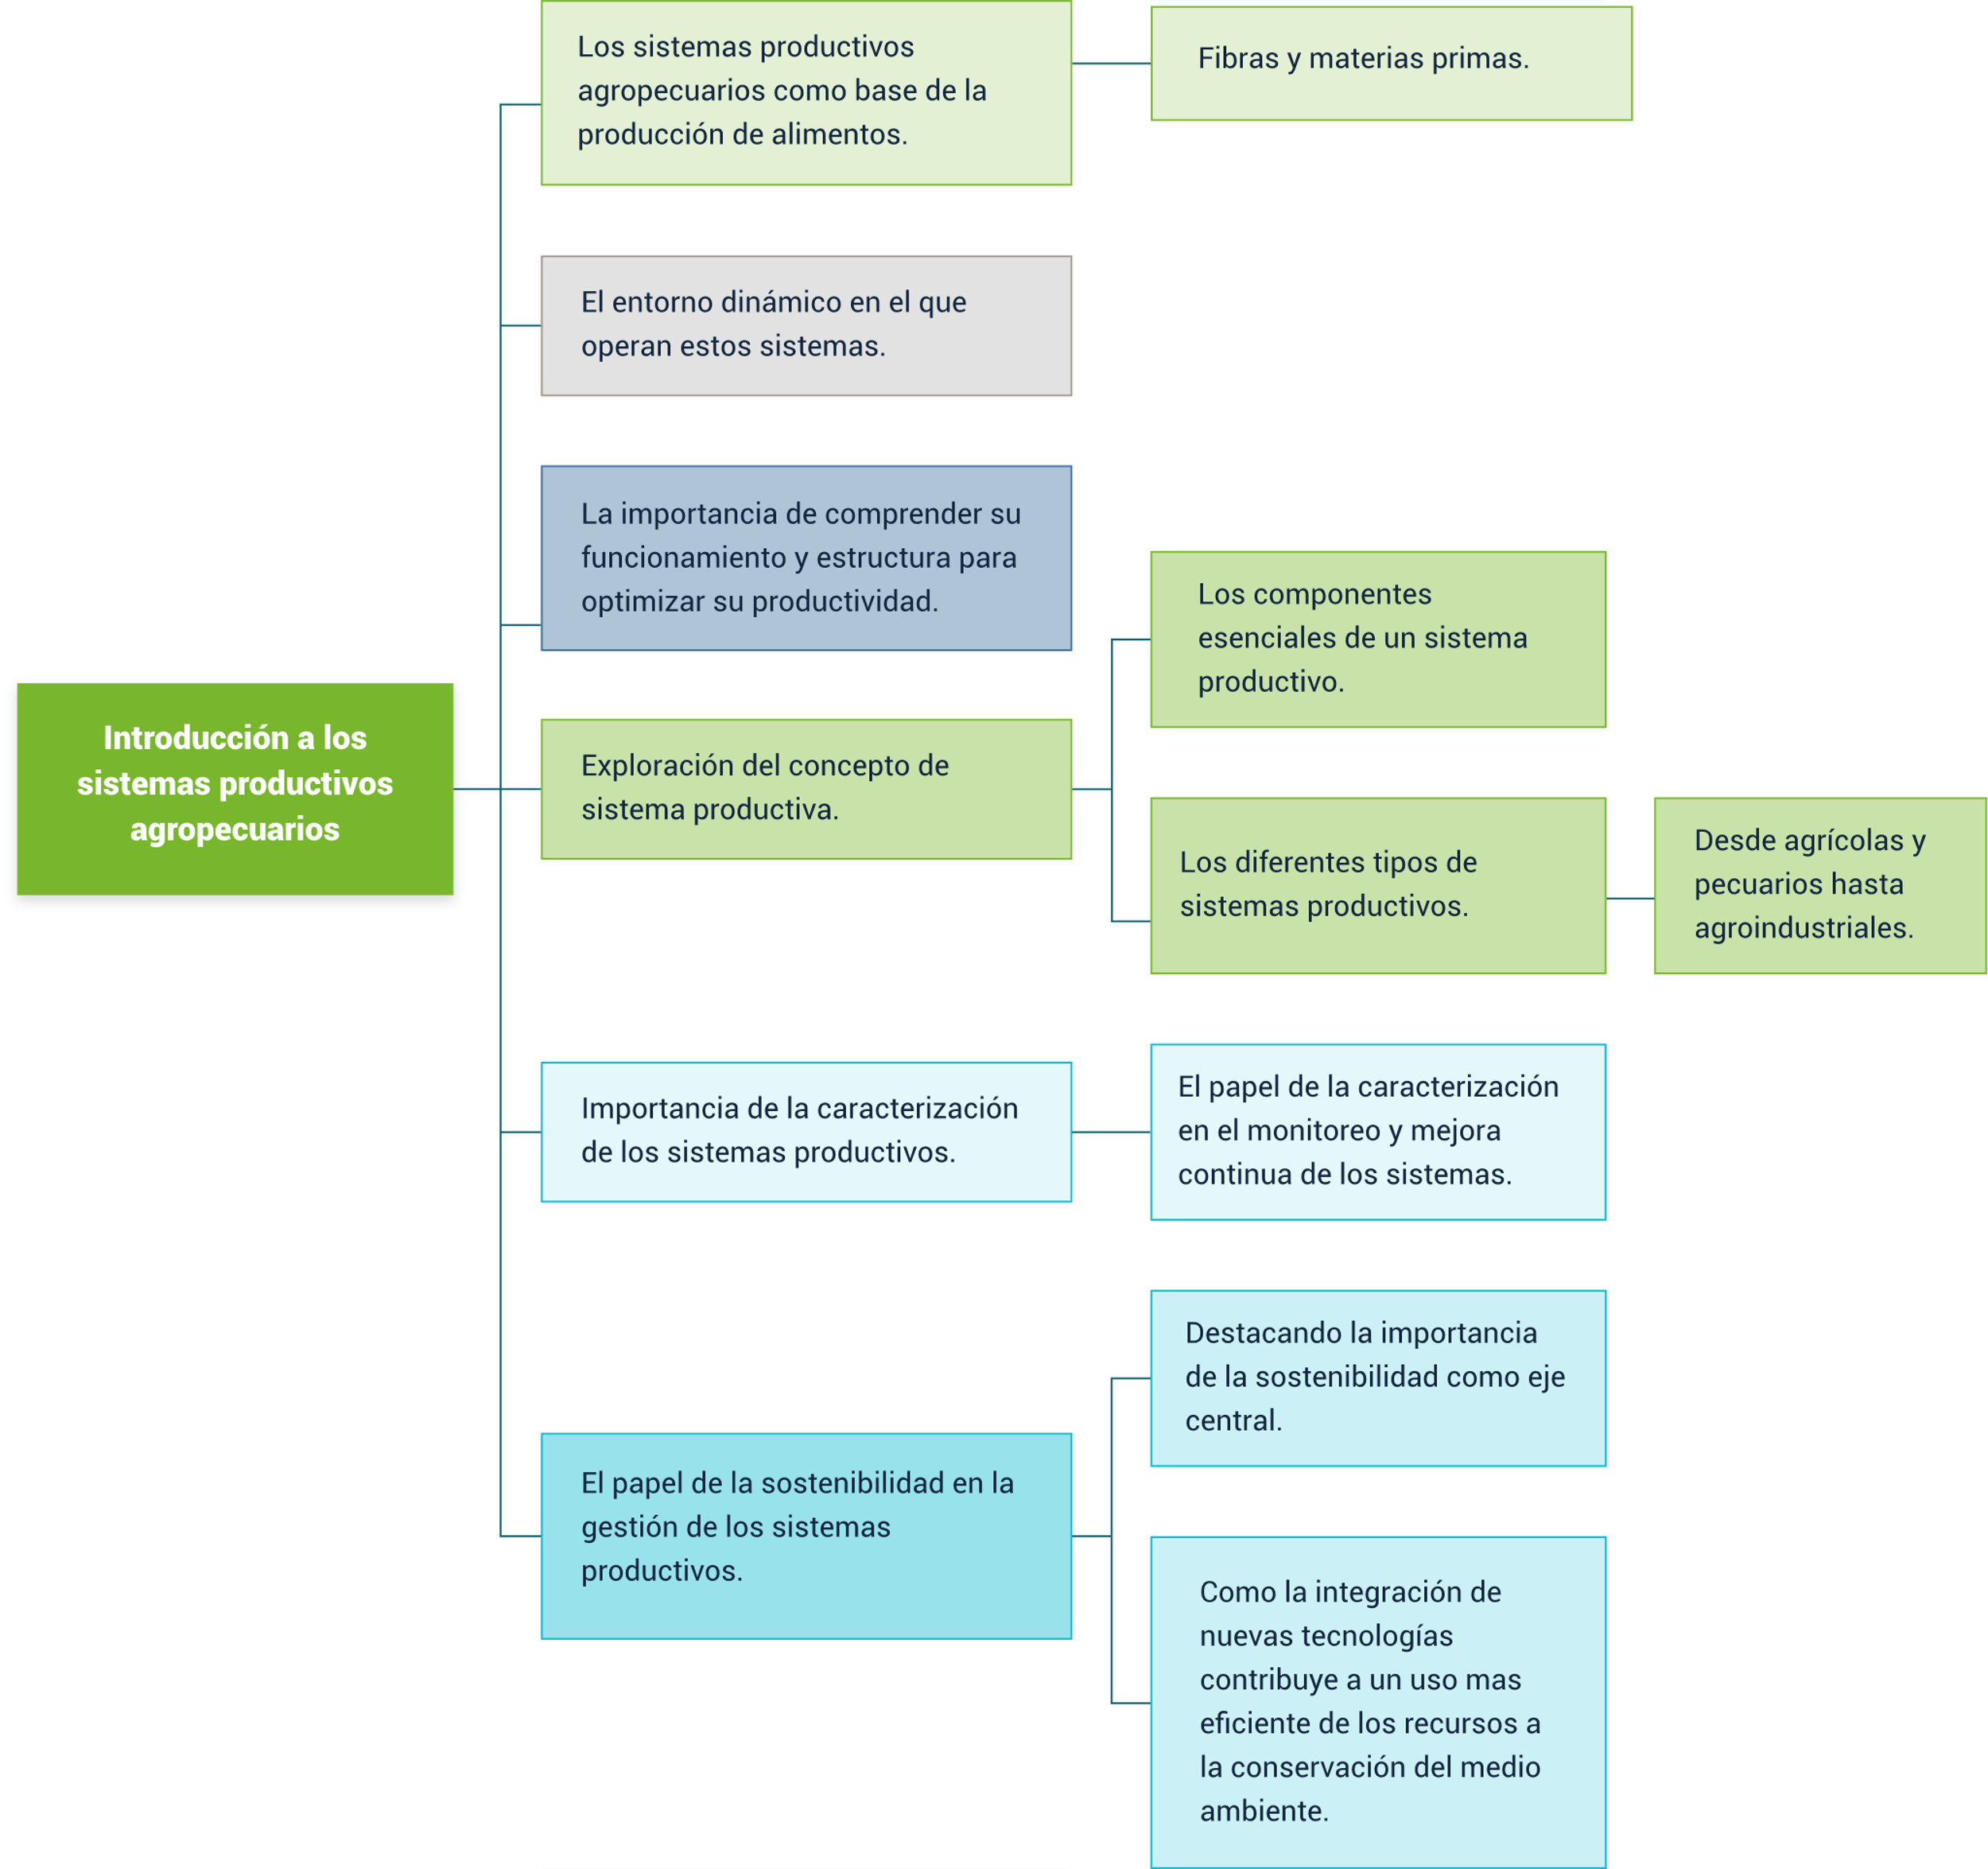 Introducción a los
sistemas productivos
agropecuarios
Los sistemas productivos
agropecuarios como base de la
producción de alimentos.
Fibras y materias primas.
El entorno dinámico en el que
operan estos sistemas.
La importancia de comprender su
funcionamiento y estructura para
optimizar su productividad.
Exploración del concepto de
sistema productiva.
Los componentes
esenciales de un sistema
productivo.
Los diferentes tipos de
sistemas productivos.
Desde agrícolas y
pecuarios hasta
agroindustriales.
Importancia de la caracterización
de los sistemas productivos.
El papel de la caracterización
en el monitoreo y mejora
continua de los sistemas.
El papel de la sostenibilidad en la
gestión de los sistemas
productivos.
Destacando la importancia
de la sostenibilidad como eje
central.
Como la integración de
nuevas tecnologías
contribuye a un uso mas
eficiente de los recursos a
la conservación del medio
ambiente.